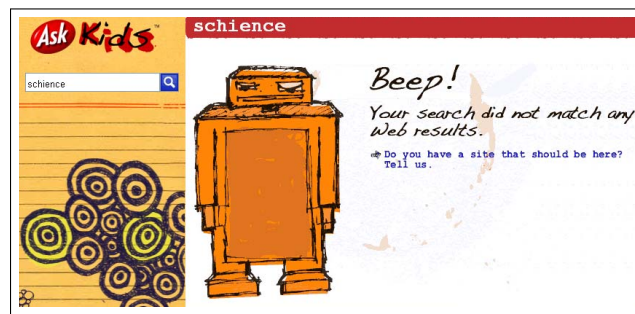 Ask Kids™
schience
schience
Beep!
Your search did not match any
Web results.
Do you have a site that should be here?
Tell us.